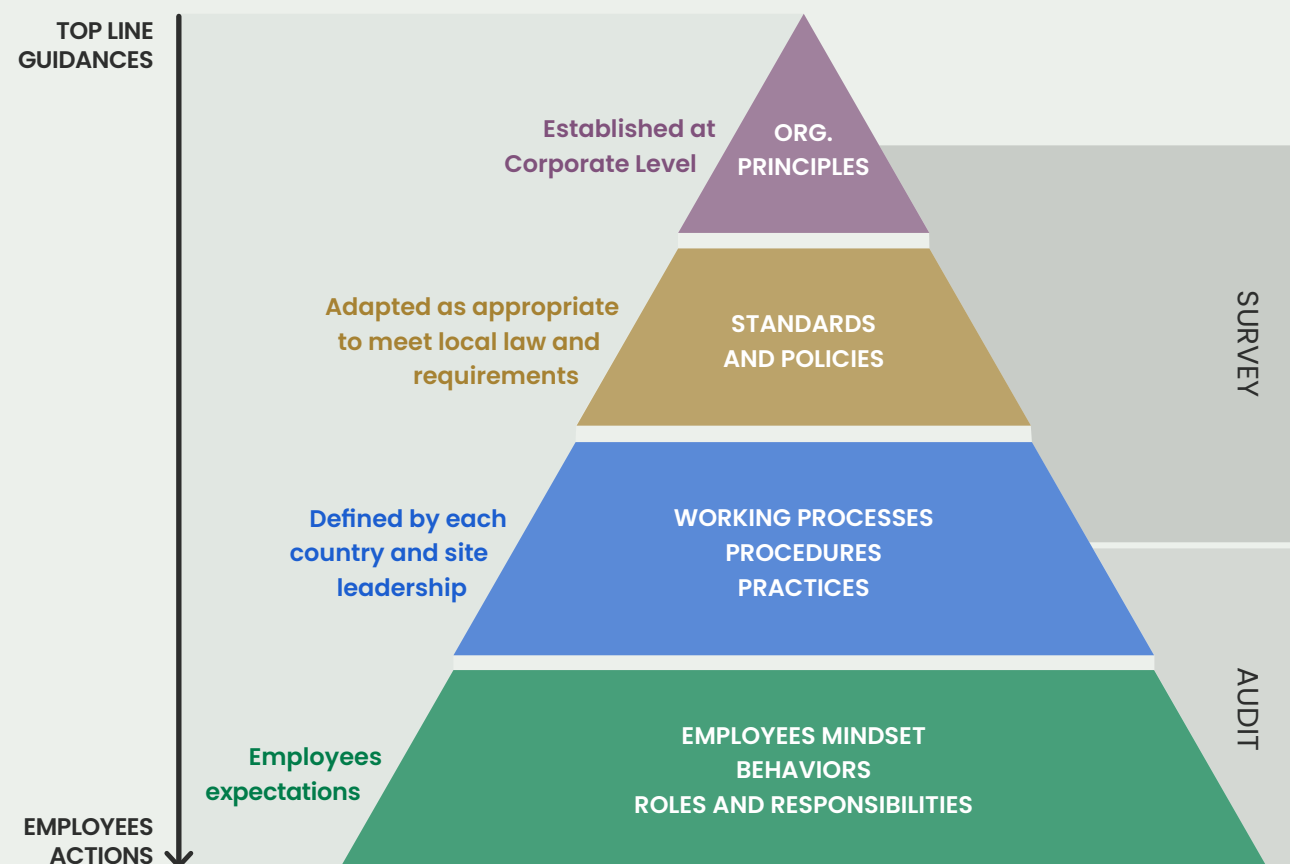 TOP LINE
GUIDANCES
Established at
Corporate Level
ORG.
PRINCIPLES
Adapted as appropriate
to meet local law and
requirements
STANDARDS
AND POLICIES
SURVEY
Defined by each
country and site
leadership
WORKING PROCESSES
PROCEDURES
PRACTICES
AUDIT
Employees
expectations
EMPLOYEES MINDSET
BEHAVIORS
ROLES AND RESPONSIBILITIES
EMPLOYEES
ACTIONS